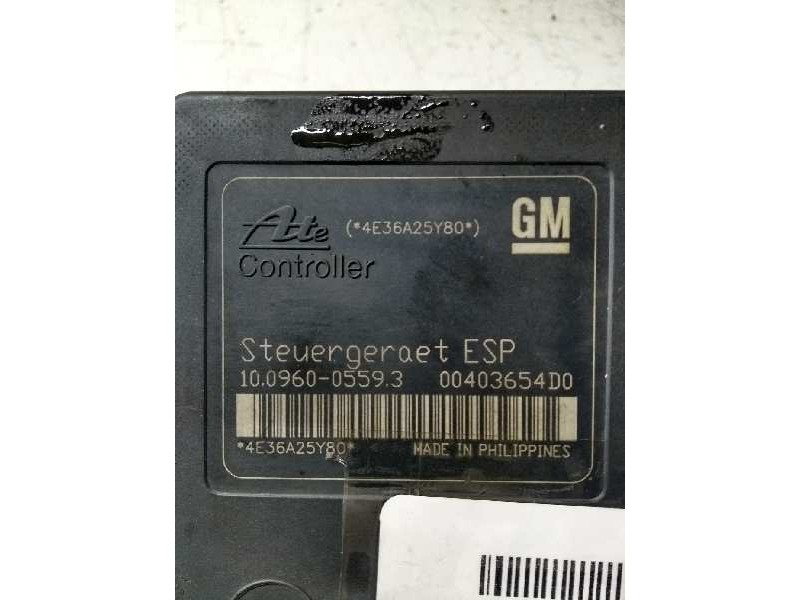 Ate (*4E36A25Y80*) GM
Controller
Steuergeraet ESP
10.0960-0559.3 00403654D0
*4E36A25Y80* MADE IN PHILIPPINES